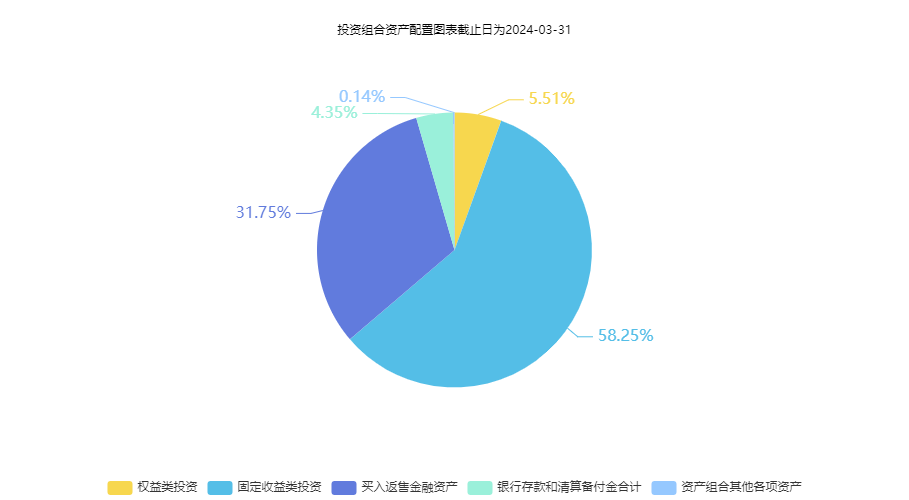 投资组合资产配置图表截止日为2024-03-31
0.14%
5.51%
4.35%
31.75%
58.25%
权益类投资 固定收益类投资 买入返售金融资产 银行存款和清算备付金合计 资产组合其他各项资产